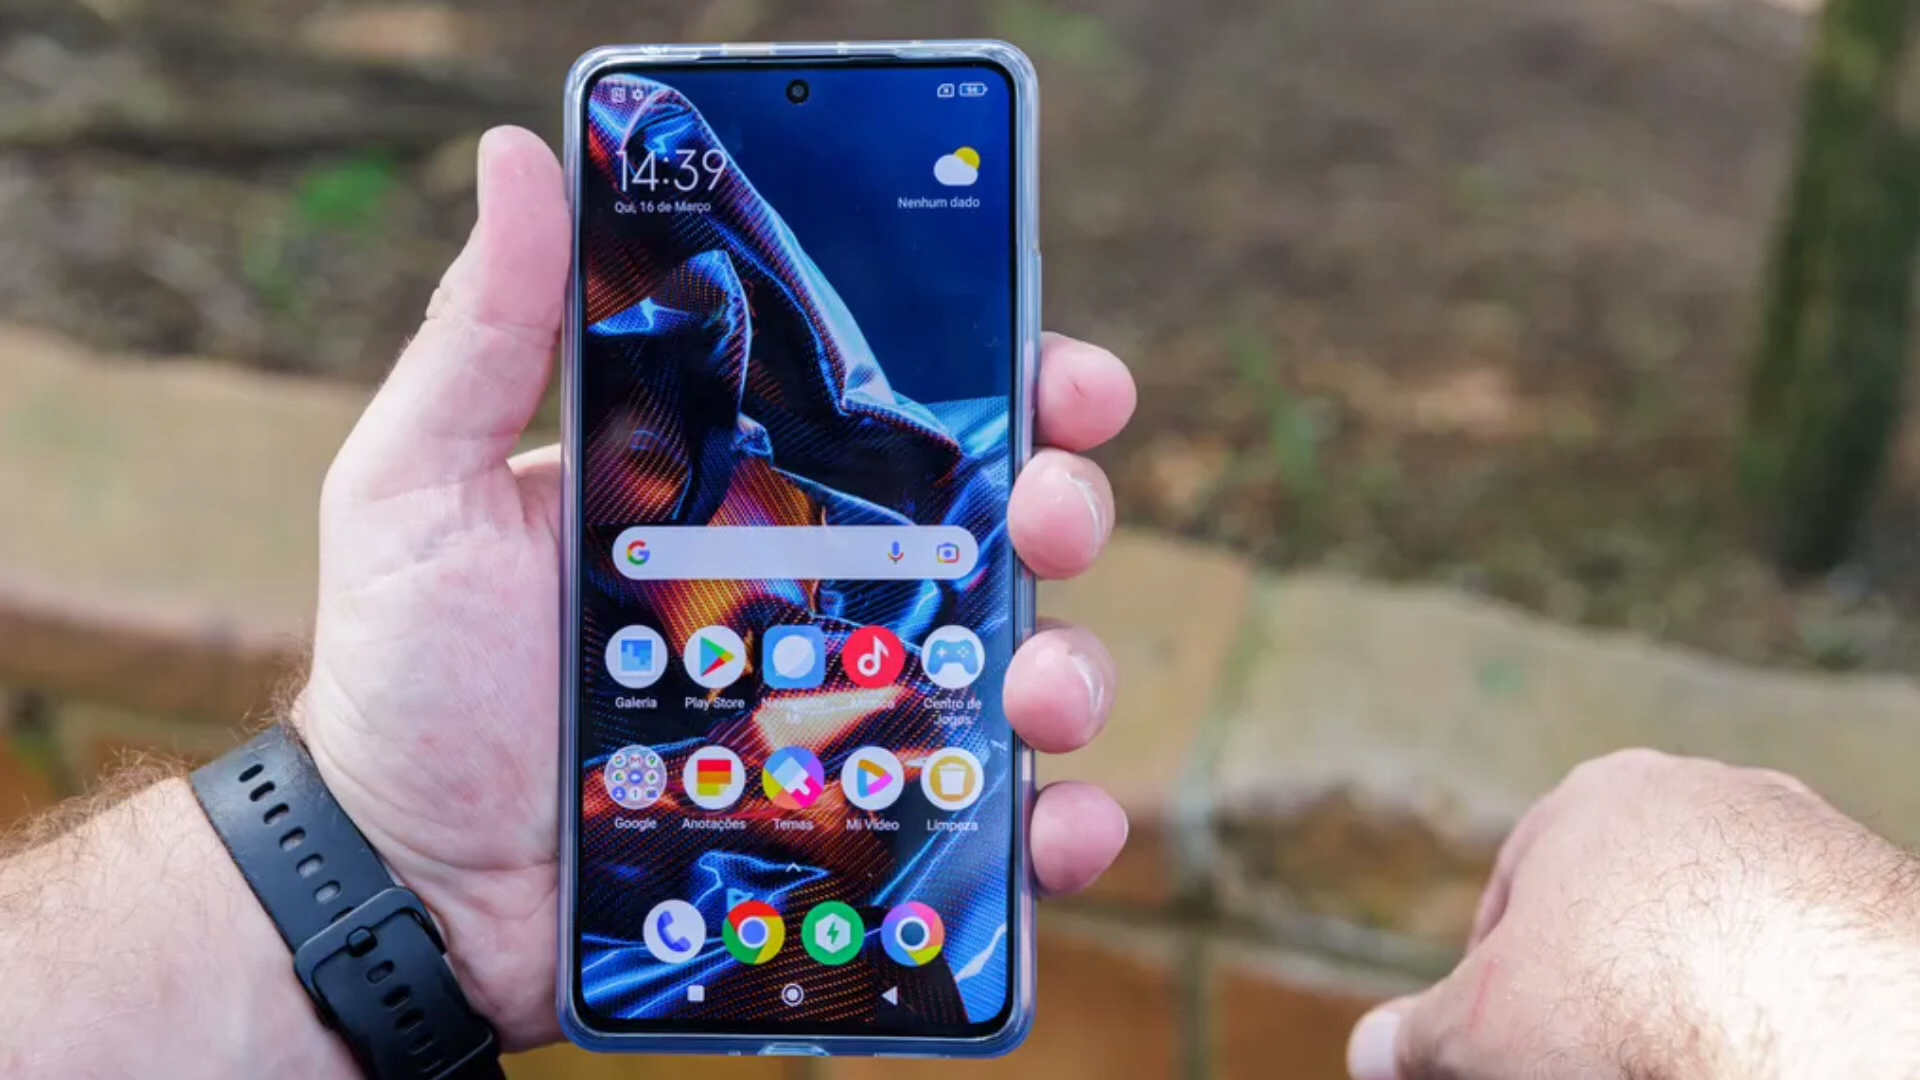 14:39
Qui, 16 de Março
Nenhum dado
Galeria
Play Store
Centro de
Jogos
Google
Anotações
Temas
Mi Vídeo
Limpeza